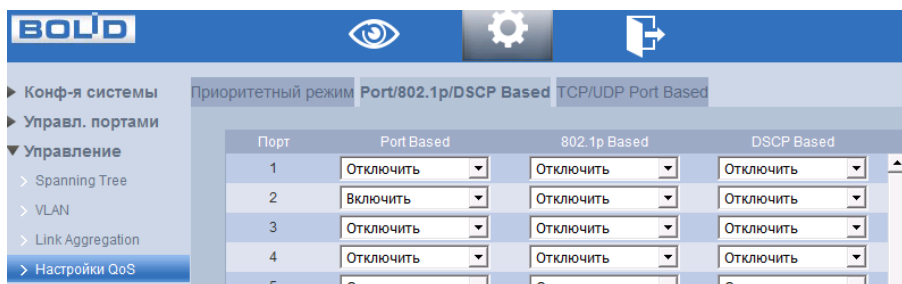 BOLID
Конф-я системы
Приоритетный режим Port/802.1p/DSCP Based TCP/UDP Port Based
Управл. портами
Управление
Порт Port Based 802.1p Based DSCP Based
1 Отключить Отключить Отключить
Spanning Tree
2 Включить Отключить Отключить
VLAN
3 Отключить Отключить Отключить
Link Aggregation
4 Отключить Отключить Отключить
Настройки QoS